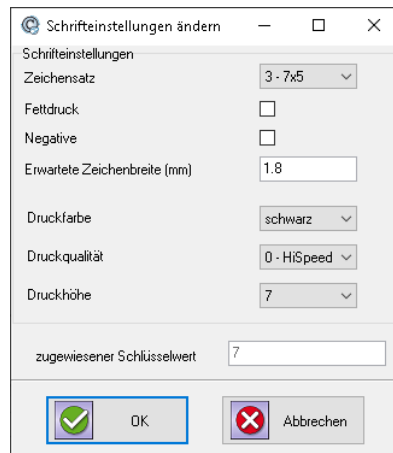 Schrifteinstellungen ändern
Schrifteinstellungen
Zeichensatz 3 - 7x5
Fettdruck
Negative
Erwartete Zeichenbreite (mm) 1.8
Druckfarbe schwarz
Druckqualität 0 - HiSpeed
Druckhöhe 7
zugewiesener Schlüsselwert 7
OK Abbrechen